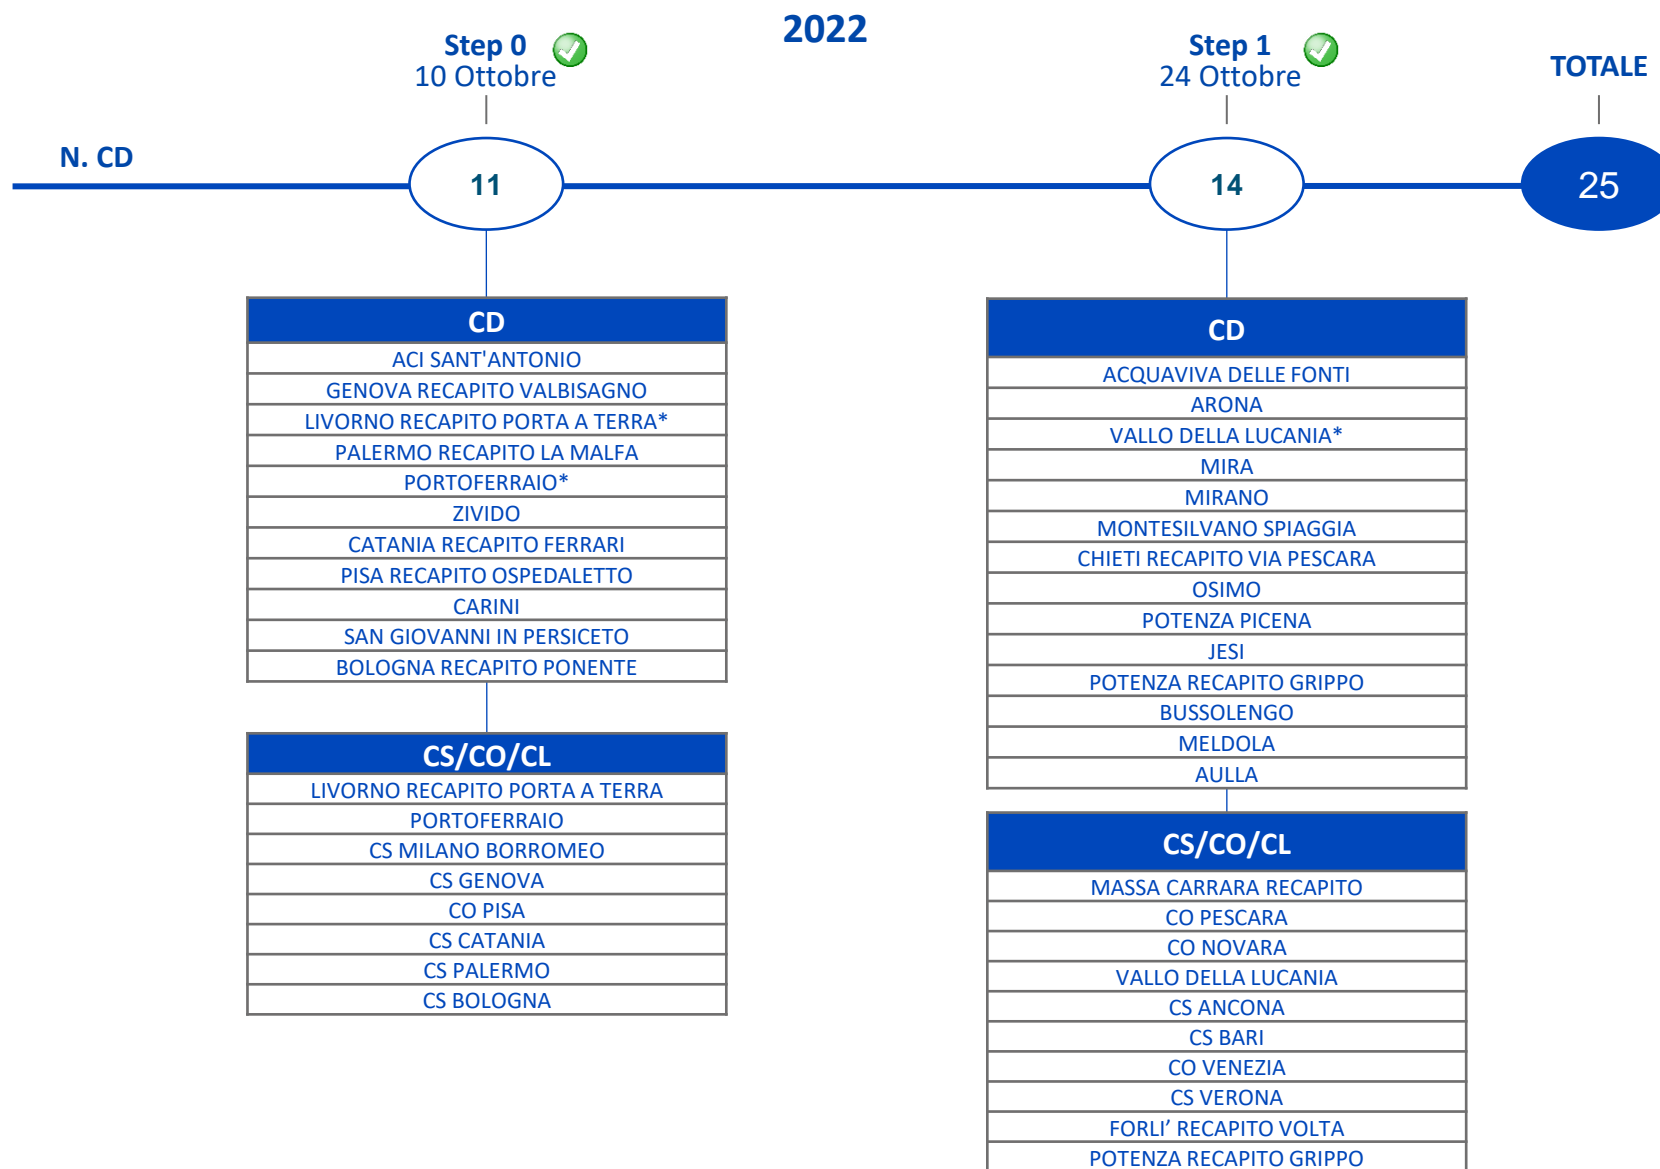 2022
Step 0
10 Ottobre
Step 1
24 Ottobre
TOTALE
N. CD
11
14
25
CD
ACI SANT'ANTONIO
GENOVA RECAPITO VALBISAGNO
LIVORNO RECAPITO PORTA A TERRA*
PALERMO RECAPITO LA MALFA
PORTOFERRAIO*
ZIVIDO
CATANIA RECAPITO FERRARI
PISA RECAPITO OSPEDALETTO
CARINI
SAN GIOVANNI IN PERSICETO
BOLOGNA RECAPITO PONENTE
CS/CO/CL
LIVORNO RECAPITO PORTA A TERRA
PORTOFERRAIO
CS MILANO BORROMEO
CS GENOVA
CO PISA
CS CATANIA
CS PALERMO
CS BOLOGNA
CD
ACQUAVIVA DELLE FONTI
ARONA
VALLO DELLA LUCANIA*
MIRA
MIRANO
MONTESILVANO SPIAGGIA
CHIETI RECAPITO VIA PESCARA
OSIMO
POTENZA PICENA
JESI
POTENZA RECAPITO GRIPPO
BUSSOLENGO
MELDOLA
AULLA
CS/CO/CL
MASSA CARRARA RECAPITO
CO PESCARA
CO NOVARA
VALLO DELLA LUCANIA
CS ANCONA
CS BARI
CO VENEZIA
CS VERONA
FORLI’ RECAPITO VOLTA
POTENZA RECAPITO GRIPPO